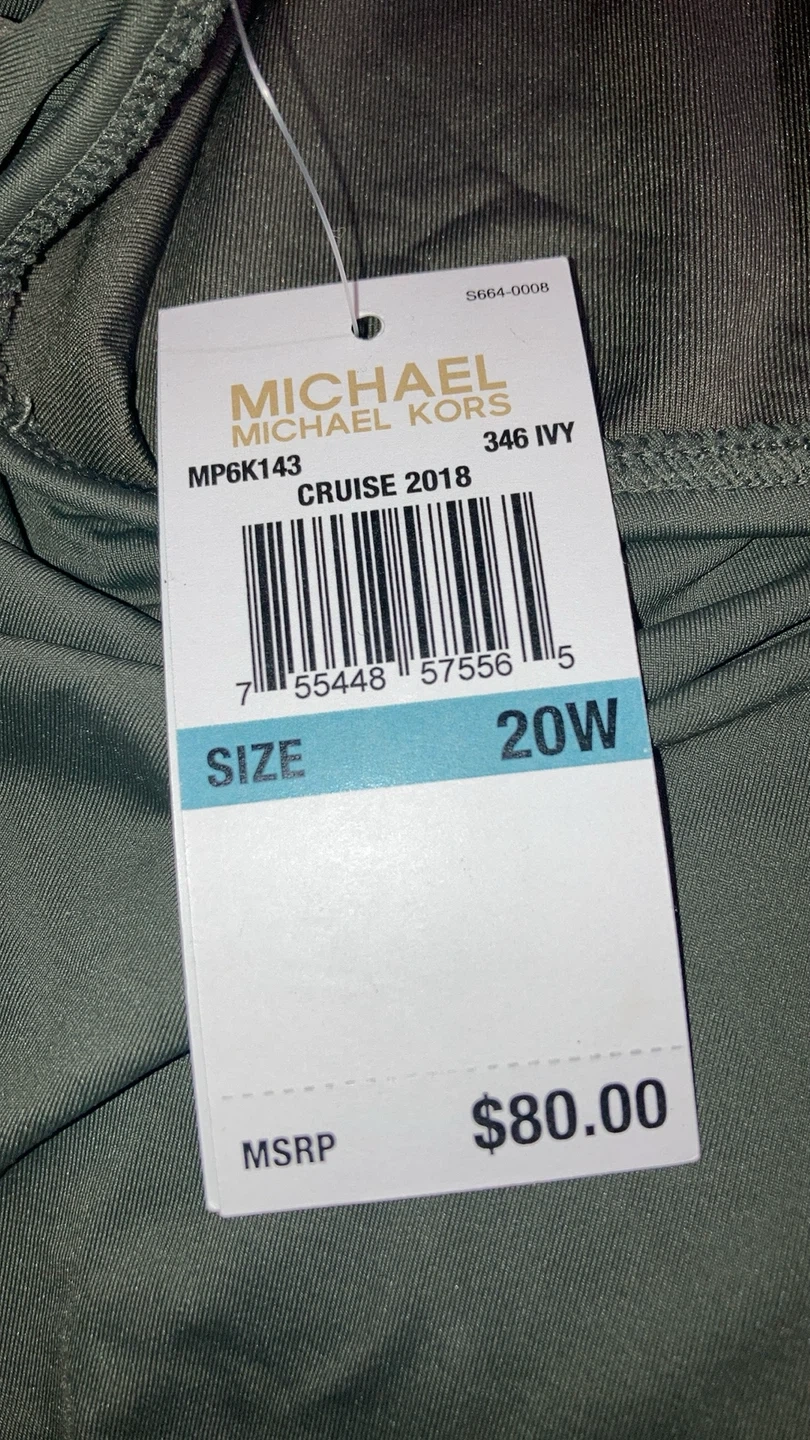 S664-0008
MICHAEL
MICHAEL KORS
MP6K143 346 IVY
CRUISE 2018
7 55448 57556 5
SIZE 20W
MSRP $80.00